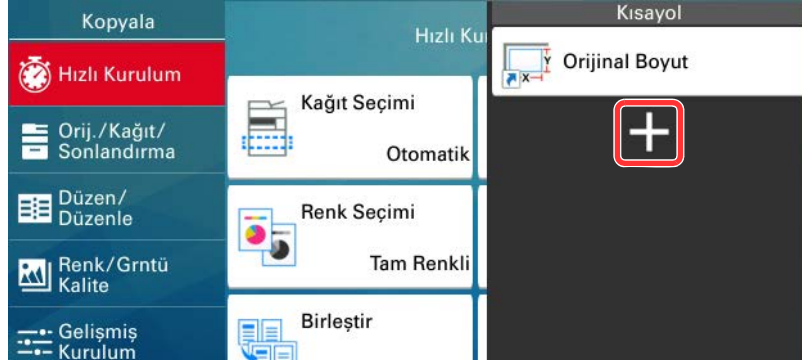 Kopyala
Hızlı Kurulum
Orij./Kağıt/
Sonlandırma
Düzen/
Düzenle
Renk/Grntü
Kalite
Gelişmiş
Kurulum
Hızlı
Kağıt Seçimi
Otomatik
Renk Seçimi
Tam Renkli
Birleştir
Kısayol
Orijinal Boyut
Y
X